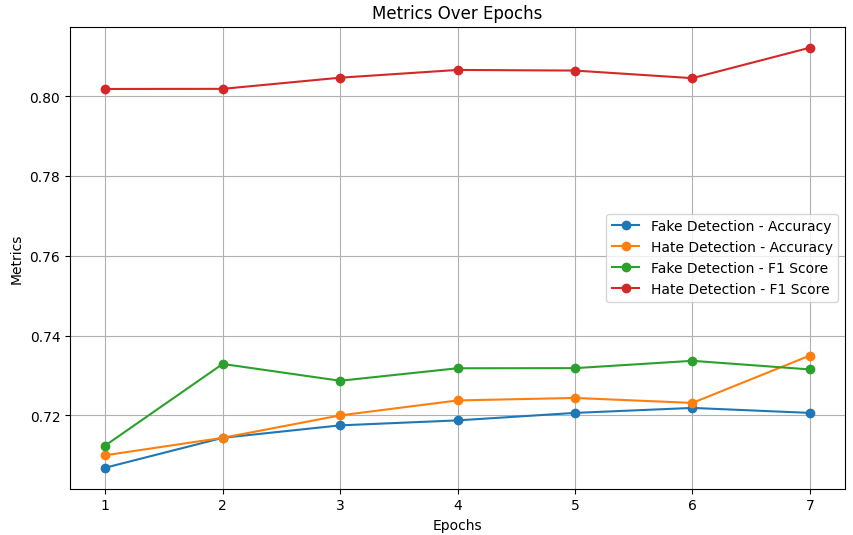 Metrics Over Epochs
Metrics
0.80
0.78
0.76
0.74
0.72
Fake Detection - Accuracy
Hate Detection - Accuracy
Fake Detection - F1 Score
Hate Detection - F1 Score
1 2 3 4 5 6 7
Epochs